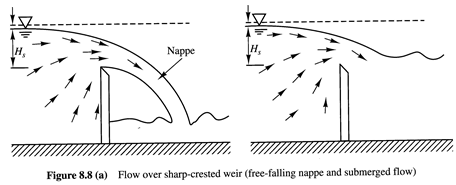 H_s
Nappe
H_s
Figure 8.8 (a) Flow over sharp-crested weir (free-falling nappe and submerged flow)